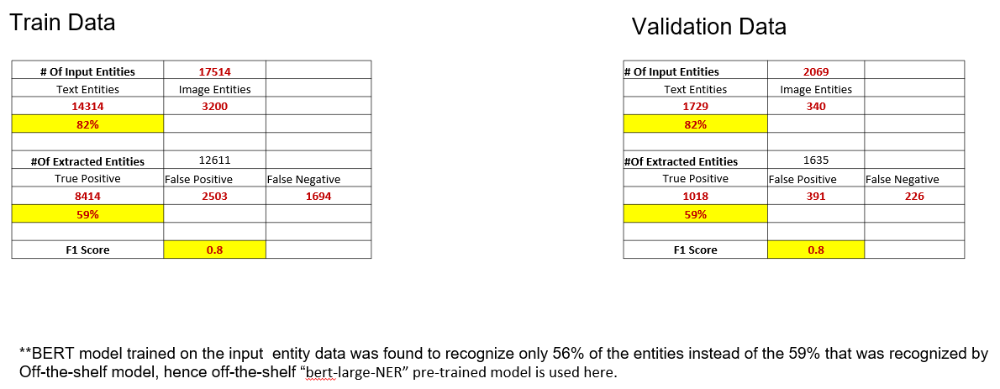 Train Data
Validation Data
# Of Input Entities 17514
Text Entities Image Entities
14314 3200
82%
#Of Extracted Entities 12611
True Positive False Positive False Negative
8414 2503 1694
59%
F1 Score 0.8
# Of Input Entities 2069
Text Entities Image Entities
1729 340
82%
#Of Extracted Entities 1635
True Positive False Positive False Negative
1018 391 226
59%
F1 Score 0.8
**BERT model trained on the input entity data was found to recognize only 56% of the entities instead of the 59% that was recognized by
Off-the-shelf model, hence off-the-shelf “bert-large-NER” pre-trained model is used here.